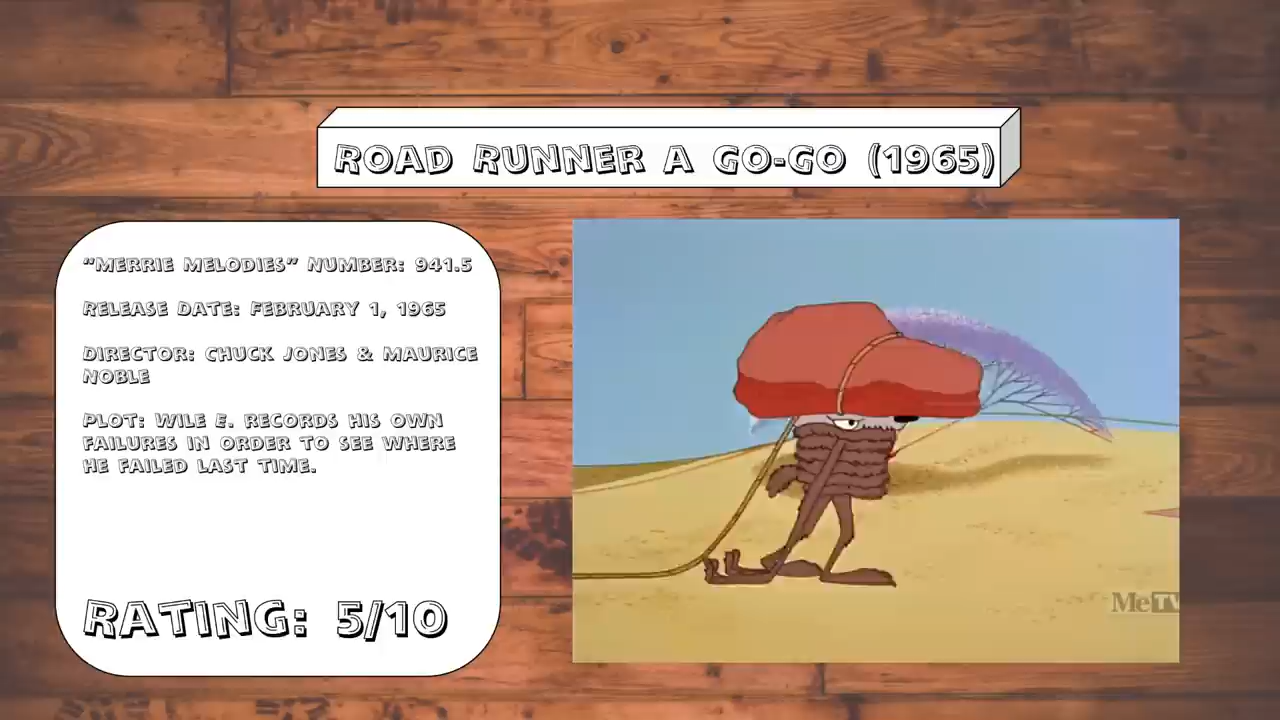 ROAD RUNNER A GO-GO (1965)
"MERRIE MELODIES" NUMBER: 941.5
RELEASE DATE: FEBRUARY 1, 1965
DIRECTOR: CHUCK JONES & MAURICE
NOBLE
PLOT: WILE E. RECORDS HIS OWN
FAILURES IN ORDER TO SEE WHERE
HE FAILED LAST TIME.
RATING: 5/10
MeTV